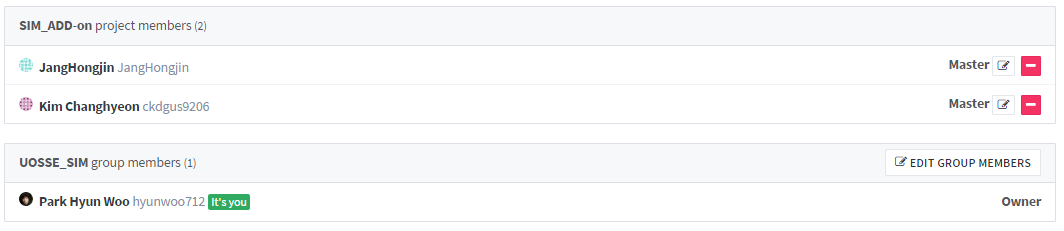 SIM_ADD-on project members (2)
JangHongjin JangHongjin Master
Kim Changhyeon ckdgus9206 Master
UOSSE_SIM group members (1) EDIT GROUP MEMBERS
Park Hyun Woo hyunwoo712 It's you Owner